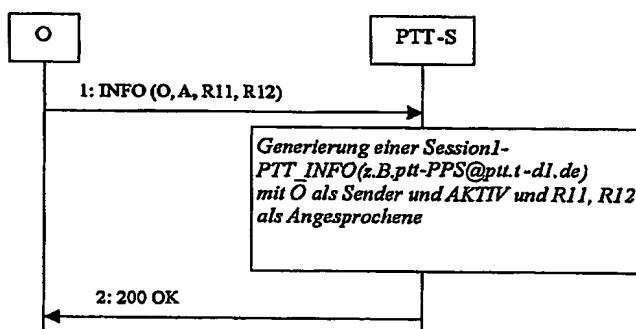 O
PTT-S
1: INFO (O, A, R11, R12)
Generierung einer Session1-
PTT_INFO(z.B.ptt-PPS@ptt.t-d1.de)
mit O als Sender und AKTIV und R11, R12
als Angesprochene
2: 200 OK